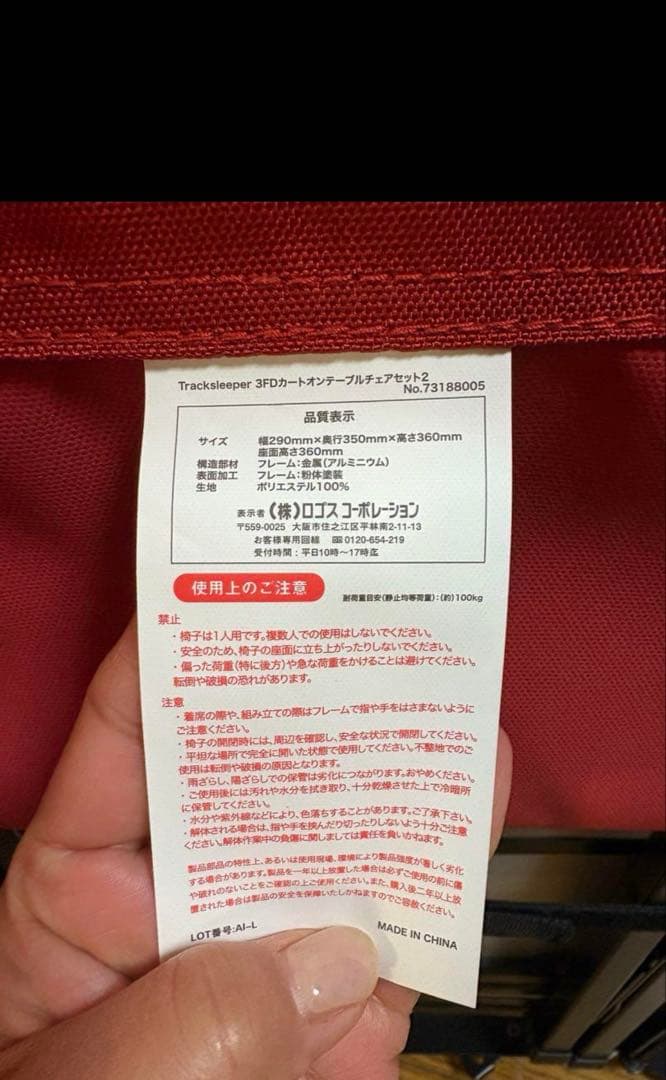 Tracksleeper 3FDカートオンテーブルチェアセット2
No.73188005
品質表示
サイズ 幅290mm×奥行350mm×高さ360mm
座面高さ360mm
構造部材 フレーム:金属(アルミニウム)
表面加工 フレーム:粉体塗装
生地 ポリエステル100%
表示者 (株)ロゴス コーポレーション
〒559-0025 大阪市住之江区平林南2-11-13
お客様専用回線 0120-654-219
受付時間:平日10時〜17時迄
使用上のご注意
耐荷重目安(静止均等荷重):(約)100kg
禁止
・椅子は1人用です。複数人での使用はしないでください。
・安全のため、椅子の座面に立ち上がったりしないでください。
・偏った荷重(特に後方)や急な荷重をかけることは避けてください。
転倒や破損の恐れがあります。
注意
・着席の際や、組み立ての際はフレームで指や手をはさまないように
ご注意ください。
・椅子の開閉時には、周辺を確認し、安全な状況で開閉してください。
・平坦な場所で完全に開いた状態で使用してください。不整地でのご
使用は転倒や破損の原因となります。
・雨ざらし、陽ざらしでの保管は劣化につながります。おやめください。
・ご使用後には汚れや水分を拭き取り、十分乾燥させた上で冷暗所
に保管してください。
・水分や紫外線などにより、色落ちすることがあります。ご了承下さい。
・解体される場合は、指や手を挟んだり切ったりしないよう十分ご注意
ください。解体作業中の負傷に関しましては責任を負いかねます。
製品部品の特性上、あるいは使用現場、環境により製品強度が著しく劣化
する場合があります。製品を一年以上放置した場合は必ずご使用の前に傷
や破れのないことをご確認の上ご使用ください。また、購入後二年以上放
置された場合は製品の安全を保障いたしかねますのでご容赦ください。
LOT番号:AI-L
MADE IN CHINA